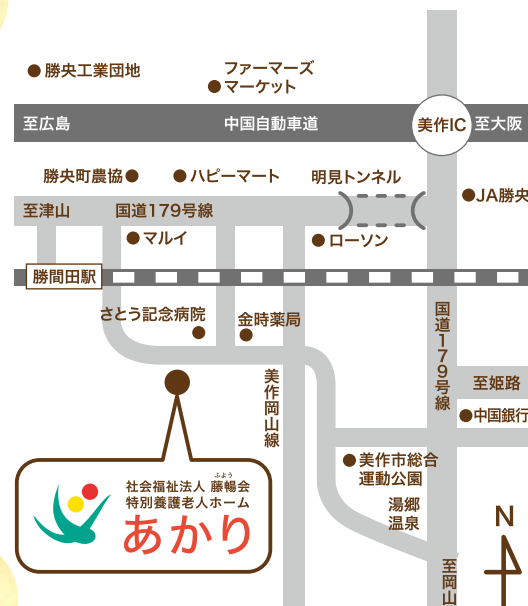 勝央工業団地
ファーマーズ
マーケット
至広島
中国自動車道
美作IC
至大阪
勝央町農協
ハピーマート
明見トンネル
JA勝央
至津山
国道179号線
マルイ
ローソン
勝間田駅
さとう記念病院
金時薬局
国道179号線
美作岡山線
至姫路
中国銀行
美作市総合
運動公園
湯郷
温泉
ふよう
社会福祉法人 藤暢会
特別養護老人ホーム
あかり
N
至岡山